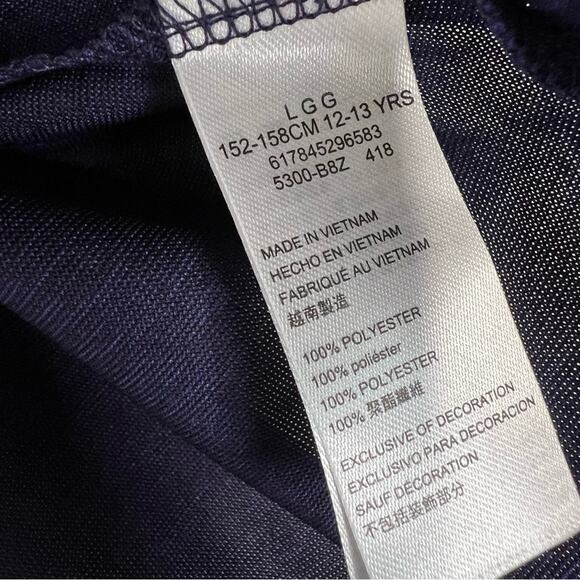 L G G
152-158CM 12-13 YRS
617845296583
5300-B8Z 418
MADE IN VIETNAM
HECHO EN VIETNAM
FABRIQUÉ AU VIETNAM
越南製造
100% POLYESTER
100% poliéster
100% POLYESTER
100% 聚酯纖維
EXCLUSIVE OF DECORATION
EXCLUSIVO PARA DECORACION
SAUF DÉCORATION
不包括裝飾部分